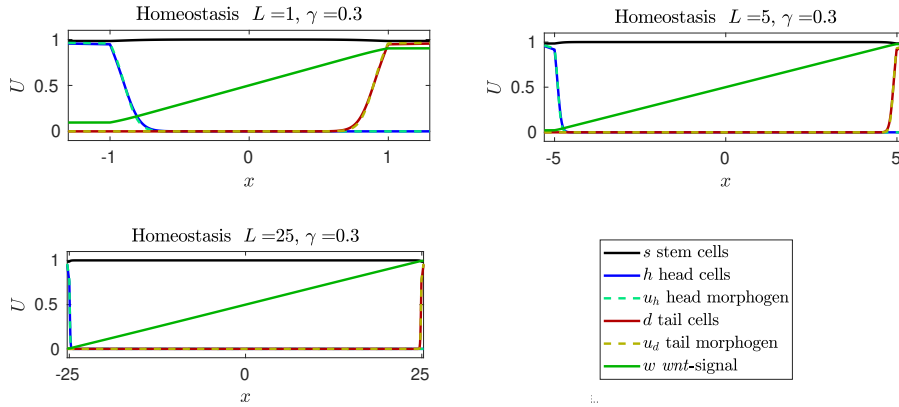 Homeostasis L=1, γ=0.3
U
1
0.5
0
-1
0
1
x
Homeostasis L=5, γ=0.3
U
1
0.5
0
-5
0
5
x
Homeostasis L=25, γ=0.3
U
1
0.5
0
-25
0
25
x
s stem cells
h head cells
u_h head morphogen
d tail cells
u_d tail morphogen
w wnt-signal